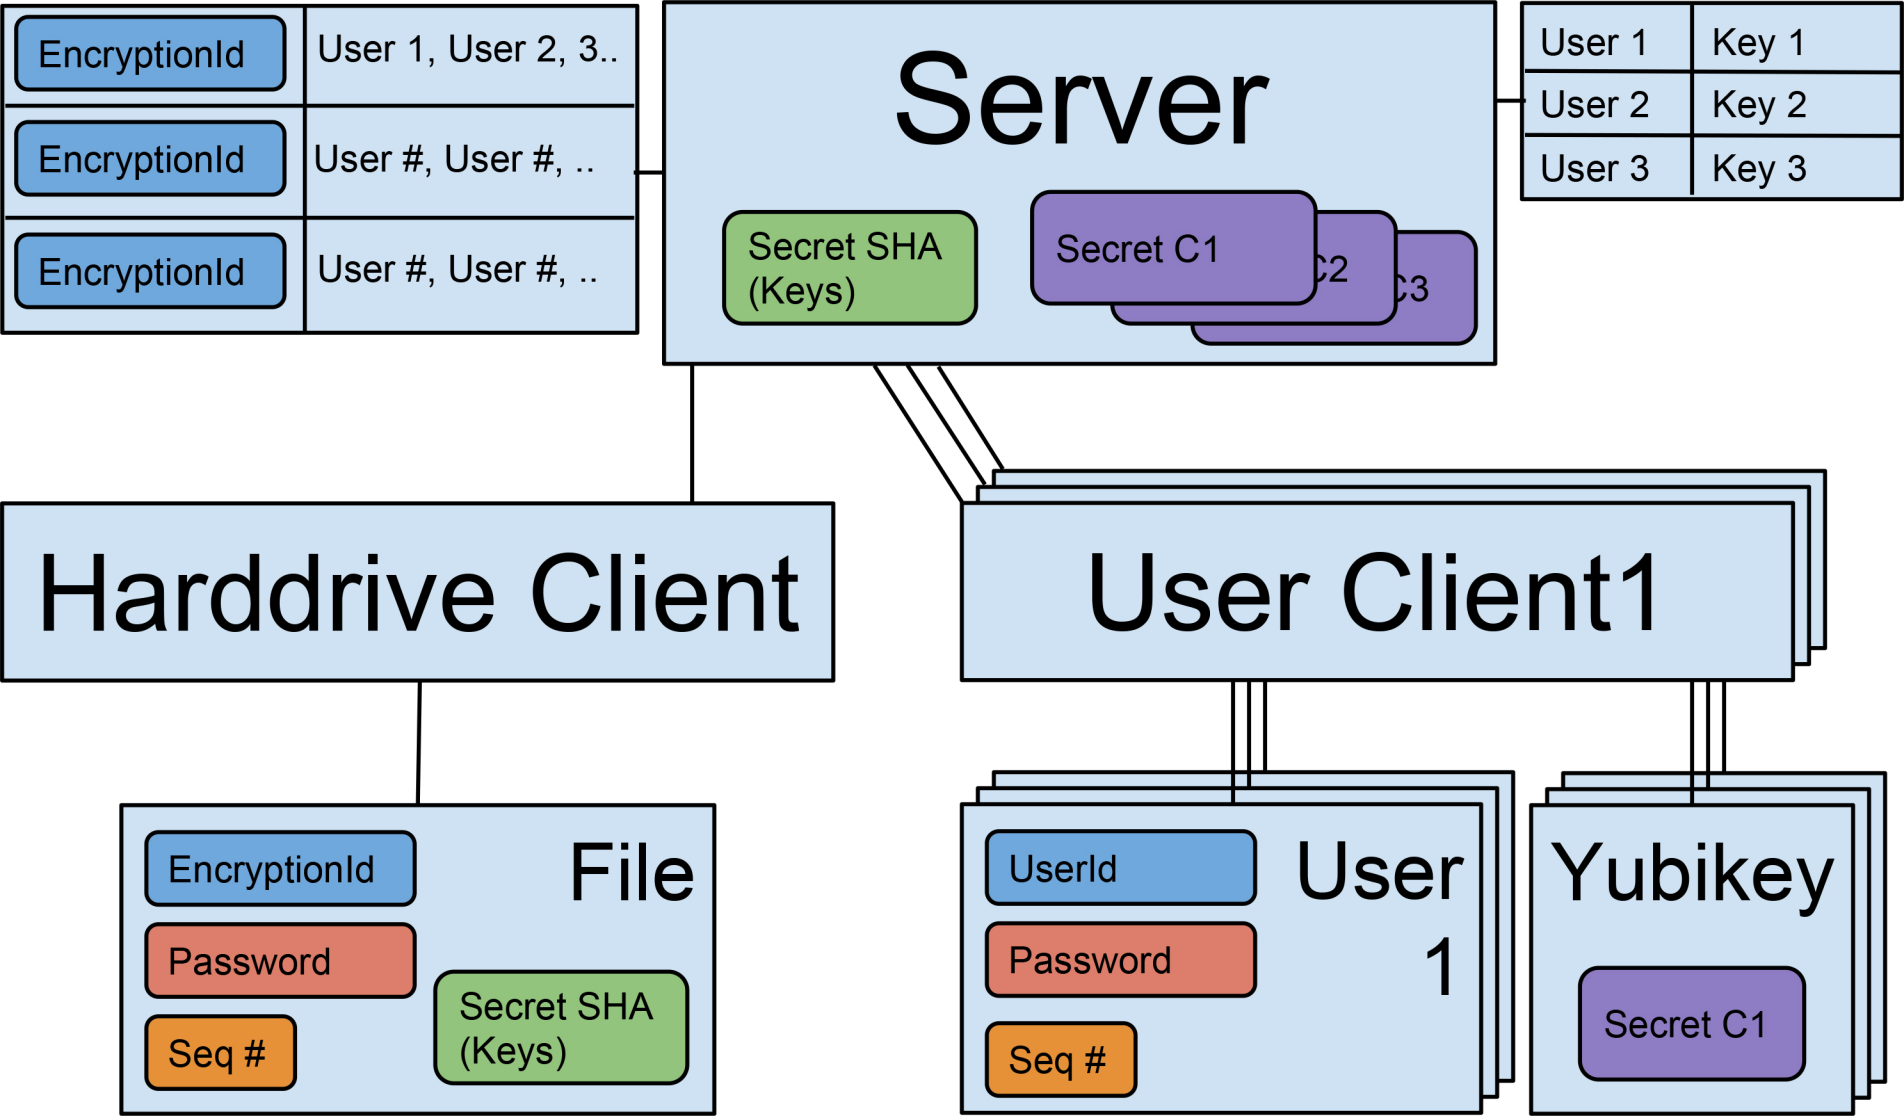 EncryptionId
User 1, User 2, 3..
EncryptionId
User #, User #, ..
EncryptionId
User #, User #, ..
Server
Secret SHA
(Keys)
Secret C1
C2
C3
User 1
Key 1
User 2
Key 2
User 3
Key 3
Harddrive Client
User Client1
File
EncryptionId
Password
Seq #
Secret SHA
(Keys)
User
1
UserId
Password
Seq #
Yubikey
Secret C1